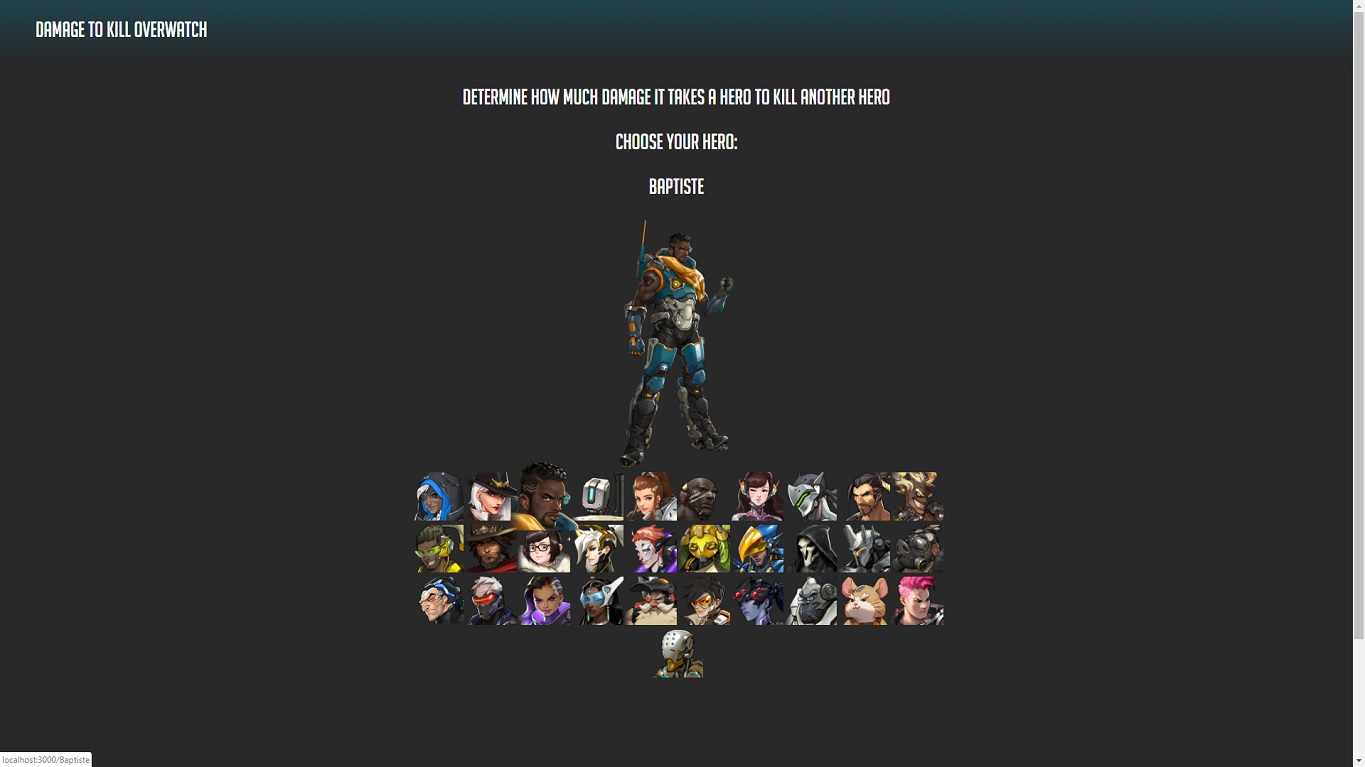 DAMAGE TO KILL OVERWATCH
DETERMINE HOW MUCH DAMAGE IT TAKES A HERO TO KILL ANOTHER HERO
CHOOSE YOUR HERO:
BAPTISTE
localhost:3000/Baptiste